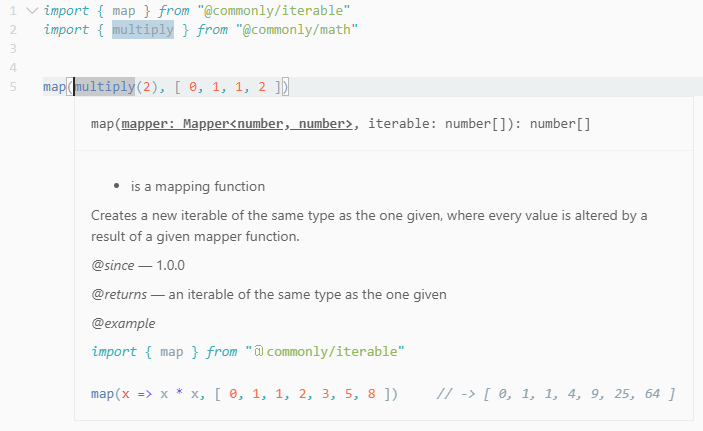 1 import { map } from "@commonly/iterable"
2 import { multiply } from "@commonly/math"
3
4
5 map(multiply(2), [ 0, 1, 1, 2 ])
map(mapper: Mapper<number, number>, iterable: number[]): number[]
• is a mapping function
Creates a new iterable of the same type as the one given, where every value is altered by a
result of a given mapper function.
@since — 1.0.0
@returns — an iterable of the same type as the one given
@example
import { map } from "@commonly/iterable"
map(x => x * x, [ 0, 1, 1, 2, 3, 5, 8 ]) // -> [ 0, 1, 1, 4, 9, 25, 64 ]